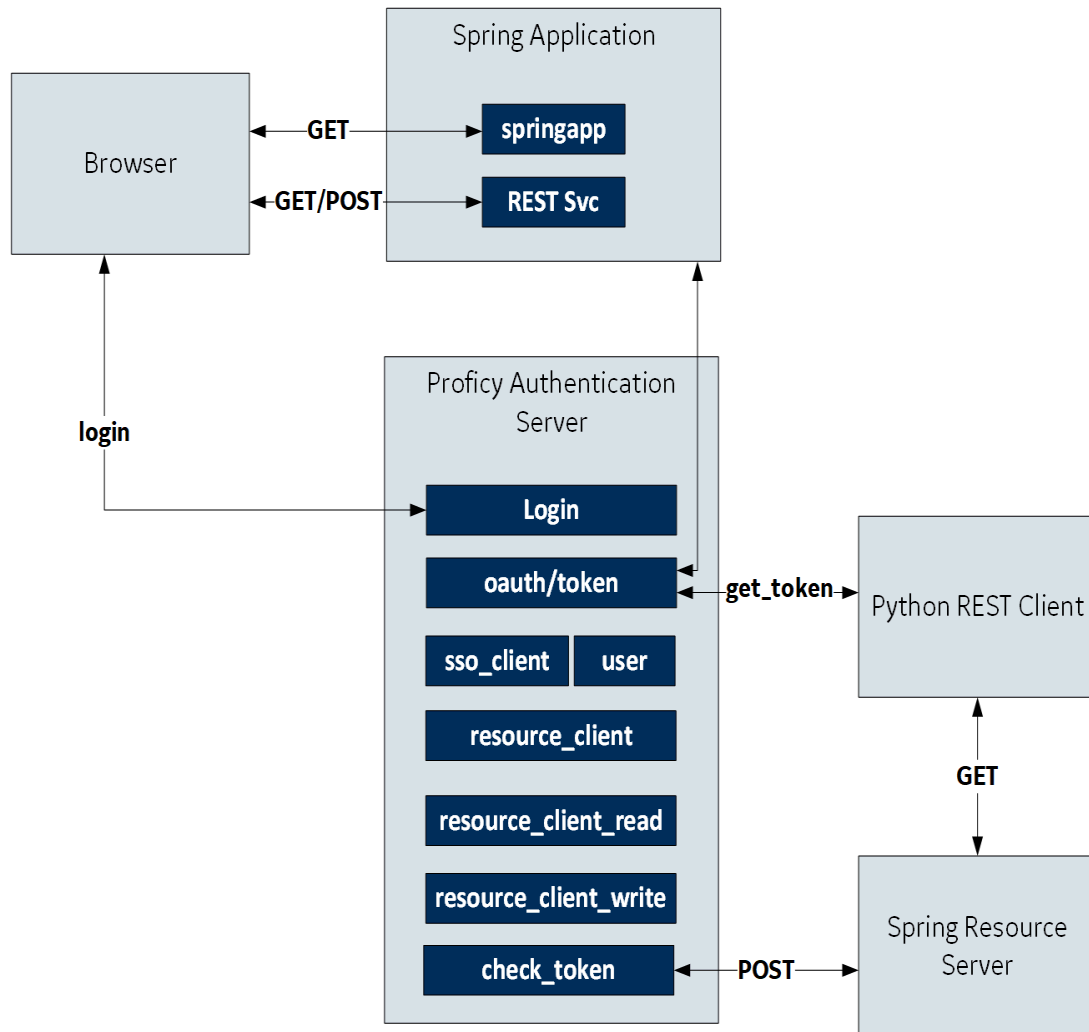 Spring Application
Browser
GET
springapp
GET/POST
REST Svc
Proficy Authentication
Server
login
Login
oauth/token
get_token
Python REST Client
sso_client
user
resource_client
GET
resource_client_read
resource_client_write
Spring Resource
Server
check_token
POST